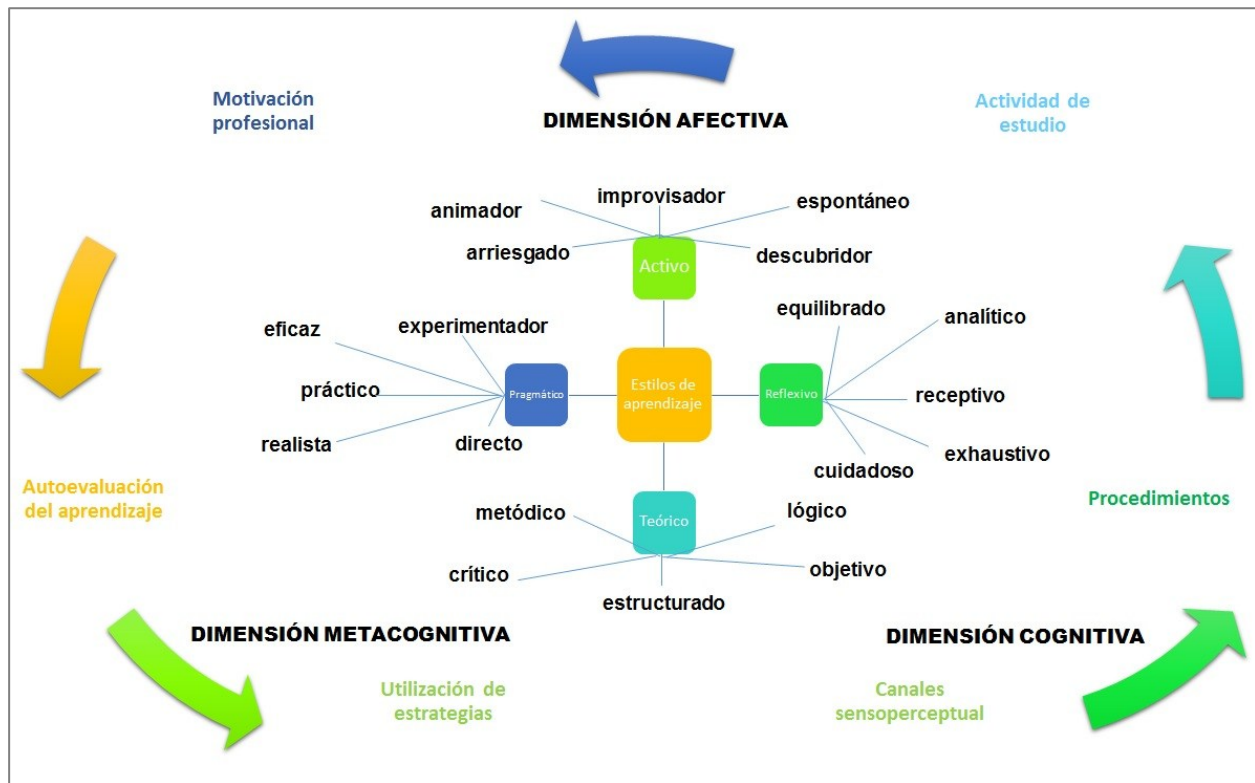 Motivación
profesional
DIMENSIÓN AFECTIVA
Actividad de
estudio
improvisador
animador
espontáneo
arriesgado
descubridor
Activo
equilibrado
analítico
eficaz
experimentador
práctico
Pragmático
Estilos de
aprendizaje
Reflexivo
receptivo
realista
directo
cuidadoso
exhaustivo
Autoevaluación
del aprendizaje
Procedimientos
metódico
Teórico
lógico
crítico
objetivo
estructurado
DIMENSIÓN METACOGNITIVA
DIMENSIÓN COGNITIVA
Utilización de
estrategias
Canales
sensoperceptual